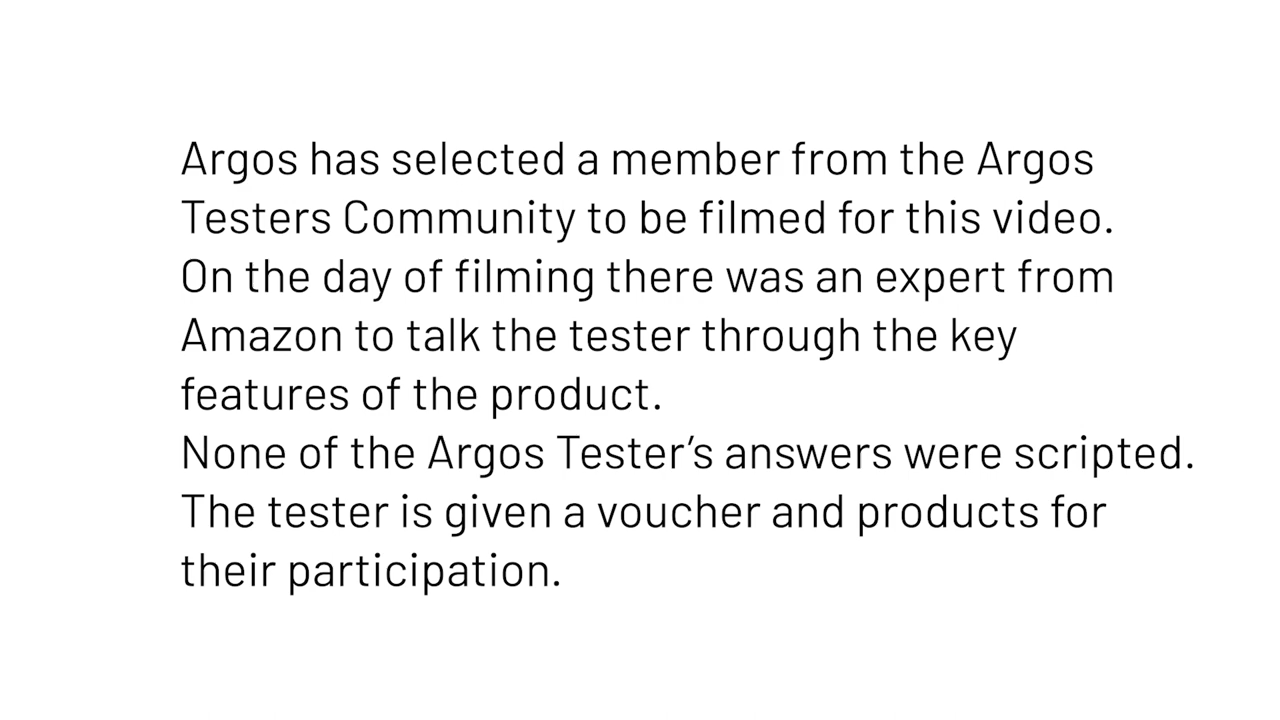 Argos has selected a member from the Argos
Testers Community to be filmed for this video.
On the day of filming there was an expert from
Amazon to talk the tester through the key
features of the product.
None of the Argos Tester’s answers were scripted.
The tester is given a voucher and products for
their participation.